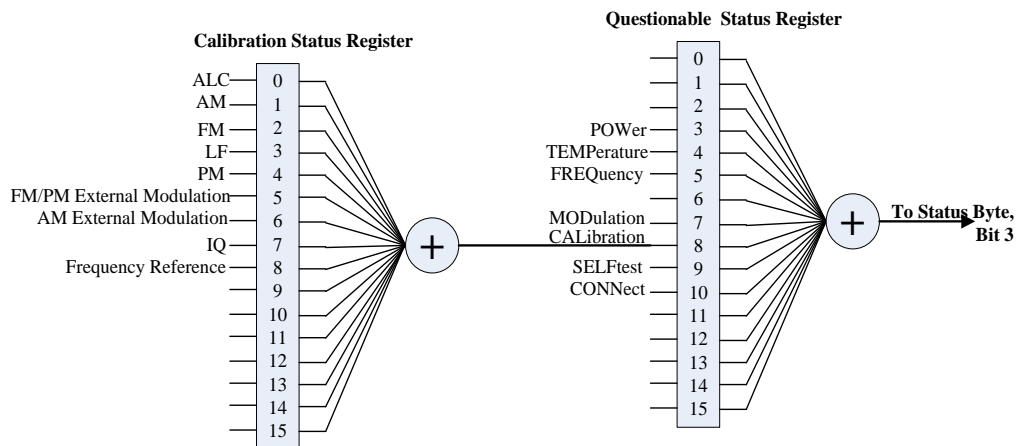 Questionable Status Register
Calibration Status Register
ALC
AM
FM
LF
PM
FM/PM External Modulation
AM External Modulation
IQ
Frequency Reference
0
1
2
3
4
5
6
7
8
9
10
11
12
13
14
15
+
POWer
TEMPerature
FREQuency
MODulation
CALibration
SELFtest
CONNect
0
1
2
3
4
5
6
7
8
9
10
11
12
13
14
15
+
To Status Byte,
Bit 3